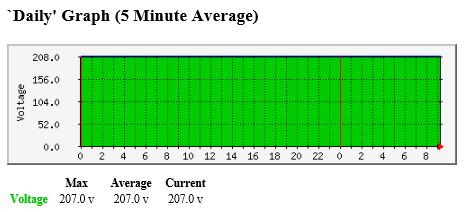 `Daily' Graph (5 Minute Average)
208.0
156.0
104.0
52.0
0.0
Voltage
0 2 4 6 8 10 12 14 16 18 20 22 0 2 4 6 8
Max Average Current
Voltage 207.0 v 207.0 v 207.0 v